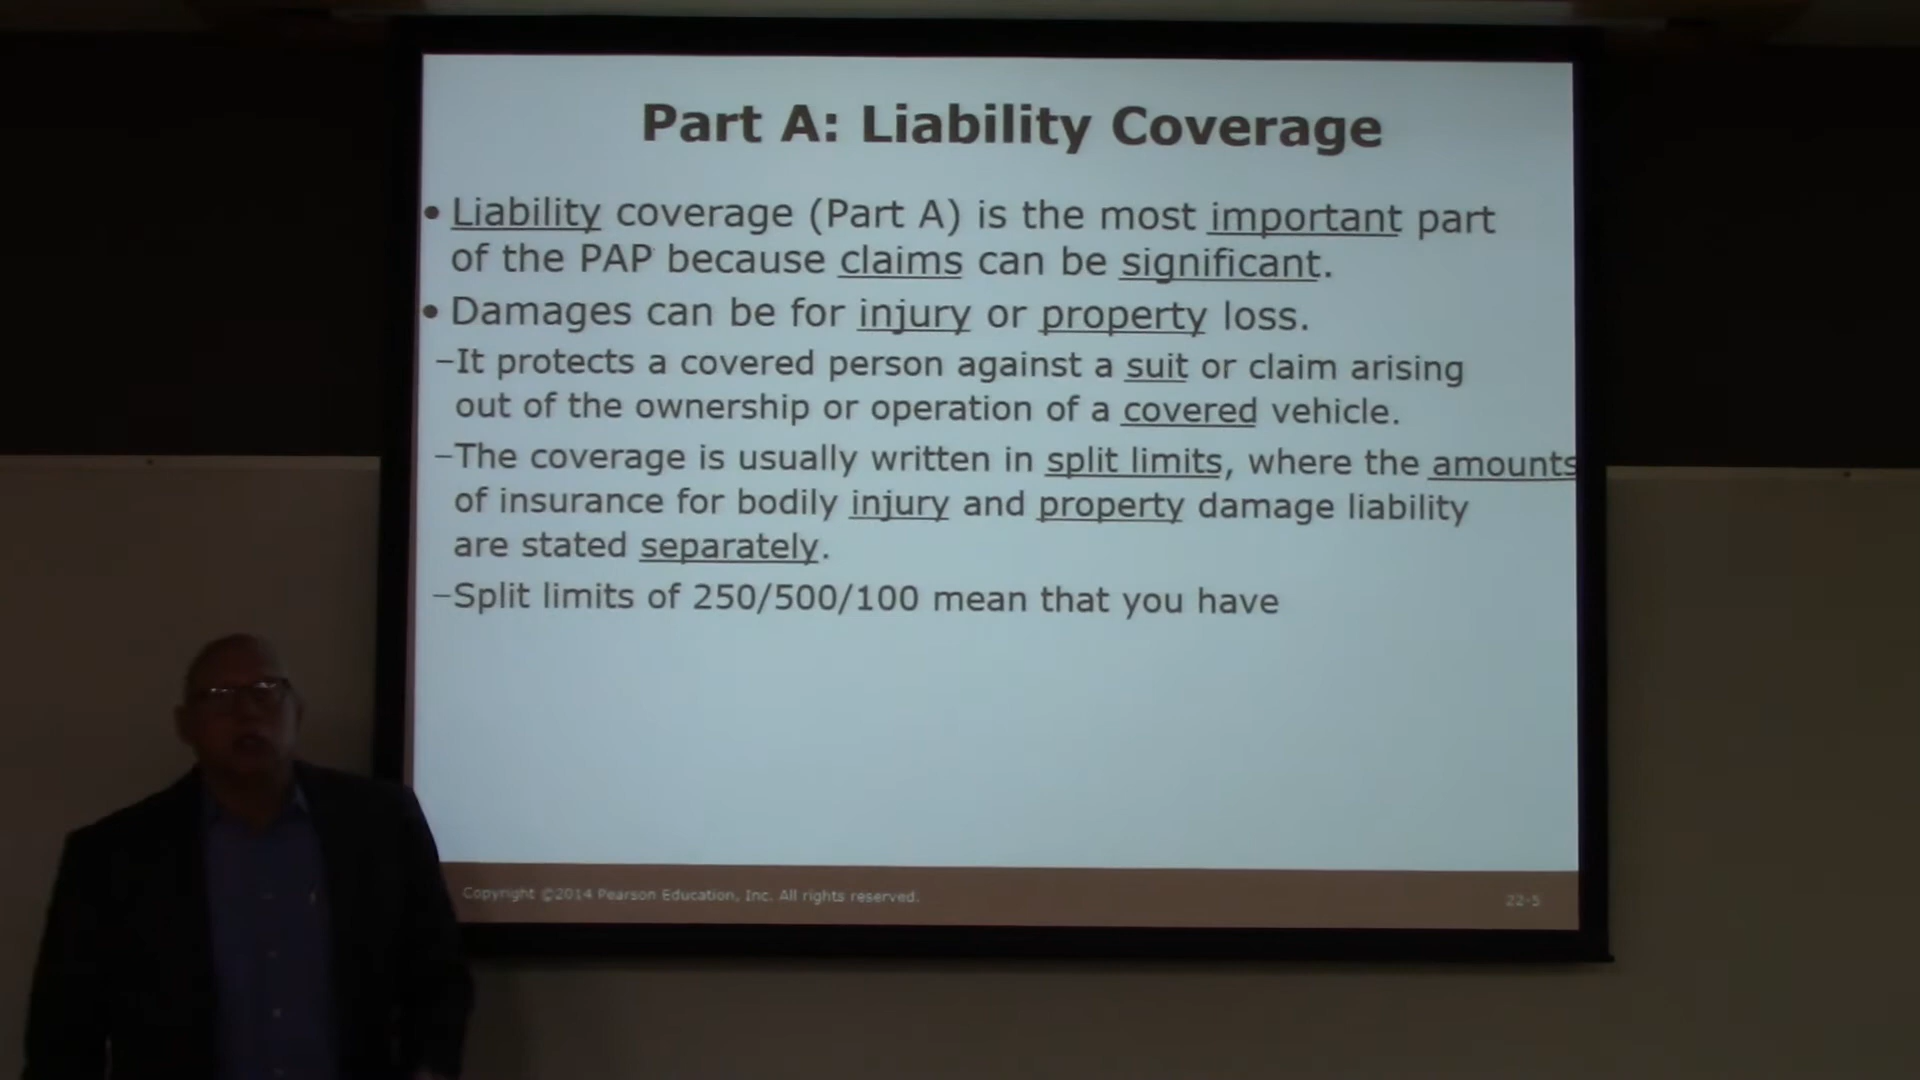 Part A: Liability Coverage
• Liability coverage (Part A) is the most important part
of the PAP because claims can be significant.
• Damages can be for injury or property loss.
–It protects a covered person against a suit or claim arising
out of the ownership or operation of a covered vehicle.
–The coverage is usually written in split limits, where the amounts
of insurance for bodily injury and property damage liability
are stated separately.
–Split limits of 250/500/100 mean that you have
Copyright ©2014 Pearson Education, Inc. All rights reserved.
22-5